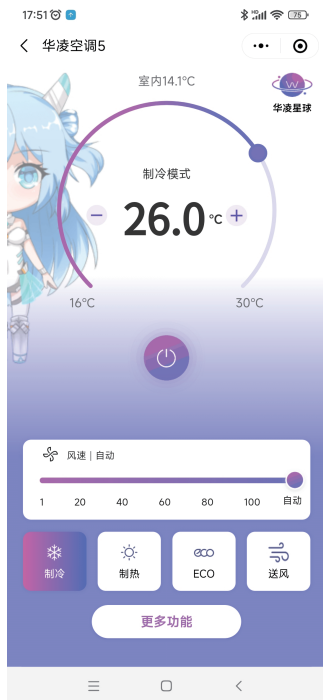 17:51
75
华凌空调5
室内14.1℃
华凌星球
制冷模式
26.0℃
16℃
30℃
风速 | 自动
1 20 40 60 80 100 自动
制冷 制热 ECO 送风
更多功能